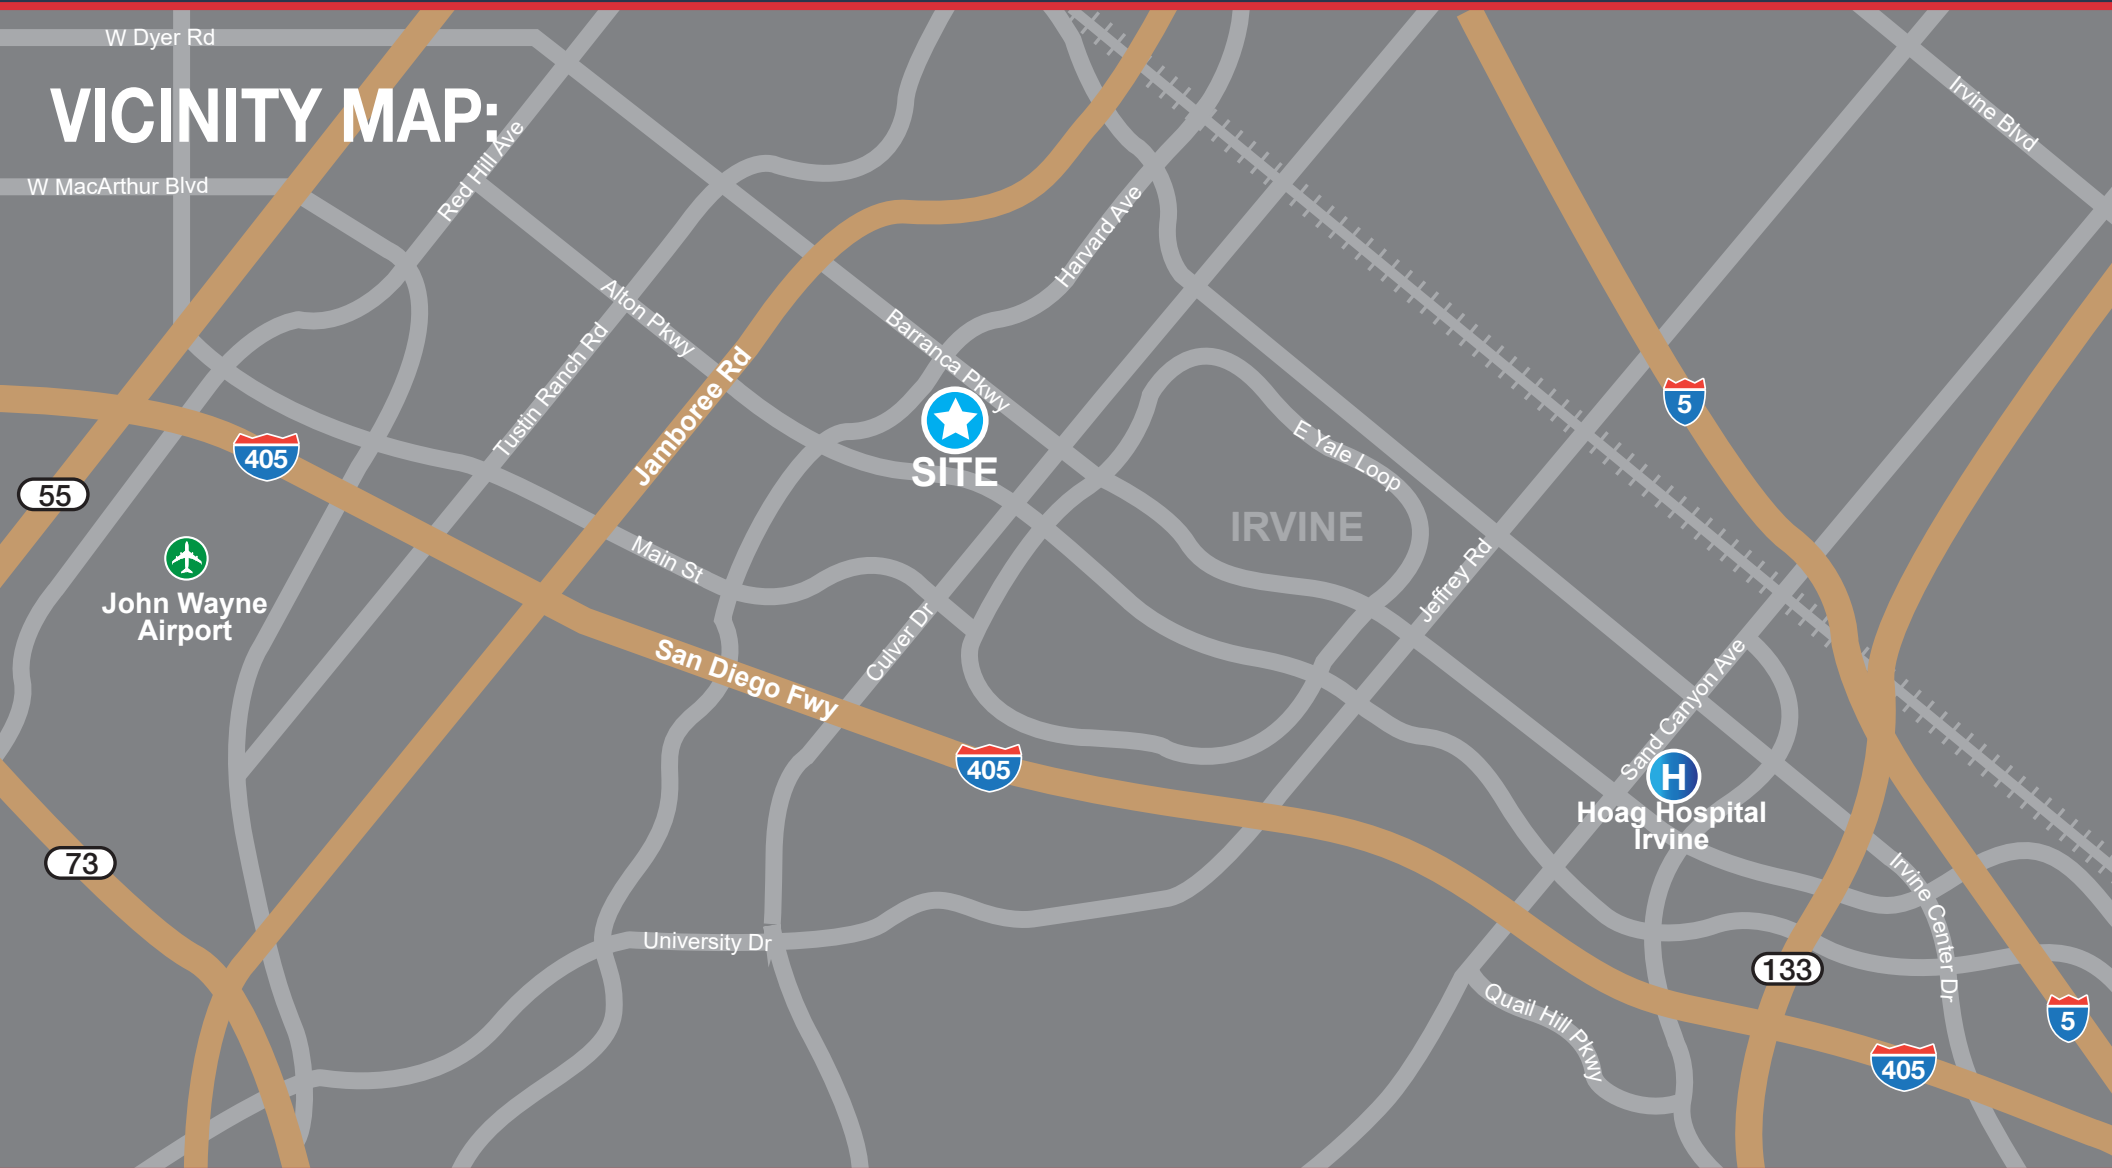 W Dyer Rd
VICINITY MAP:
Irvine Blvd
Red Hill Ave
W MacArthur Blvd
Harvard Ave
Alton Pkwy
Barranca Pkwy
Tustin Ranch Rd
Jamboree Rd
5
405
E Yale Loop
SITE
55
IRVINE
Main St
Jeffrey Rd
John Wayne
Airport
Culver Dr
San Diego Fwy
Sand Canyon Ave
405
H
Hoag Hospital
Irvine
73
Irvine Center Dr
University Dr
133
Quail Hill Pkwy
5
405